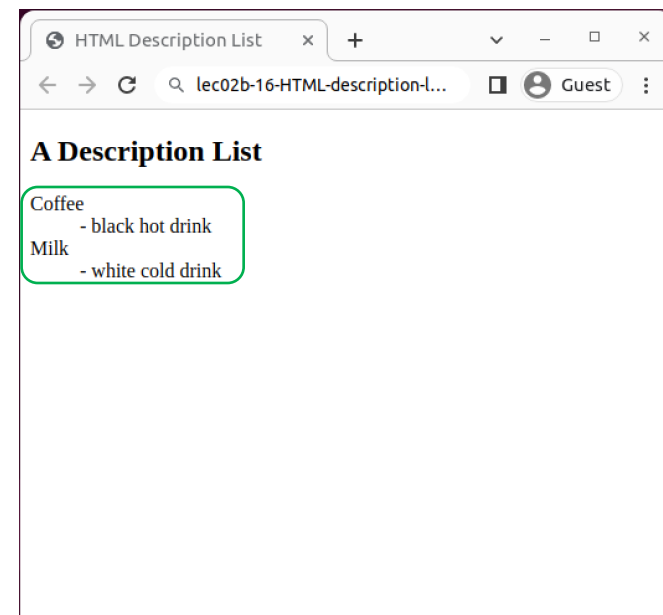 HTML Description List
lec02b-16-HTML-description-l...
Guest
A Description List
Coffee
- black hot drink
Milk
- white cold drink